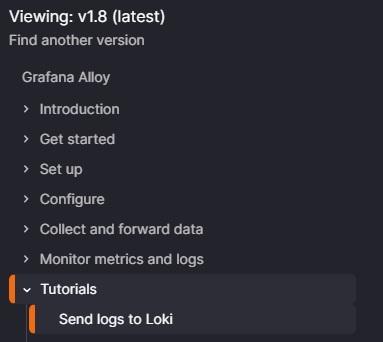 Viewing: v1.8 (latest)
Find another version
Grafana Alloy
Introduction
Get started
Set up
Configure
Collect and forward data
Monitor metrics and logs
Tutorials
Send logs to Loki